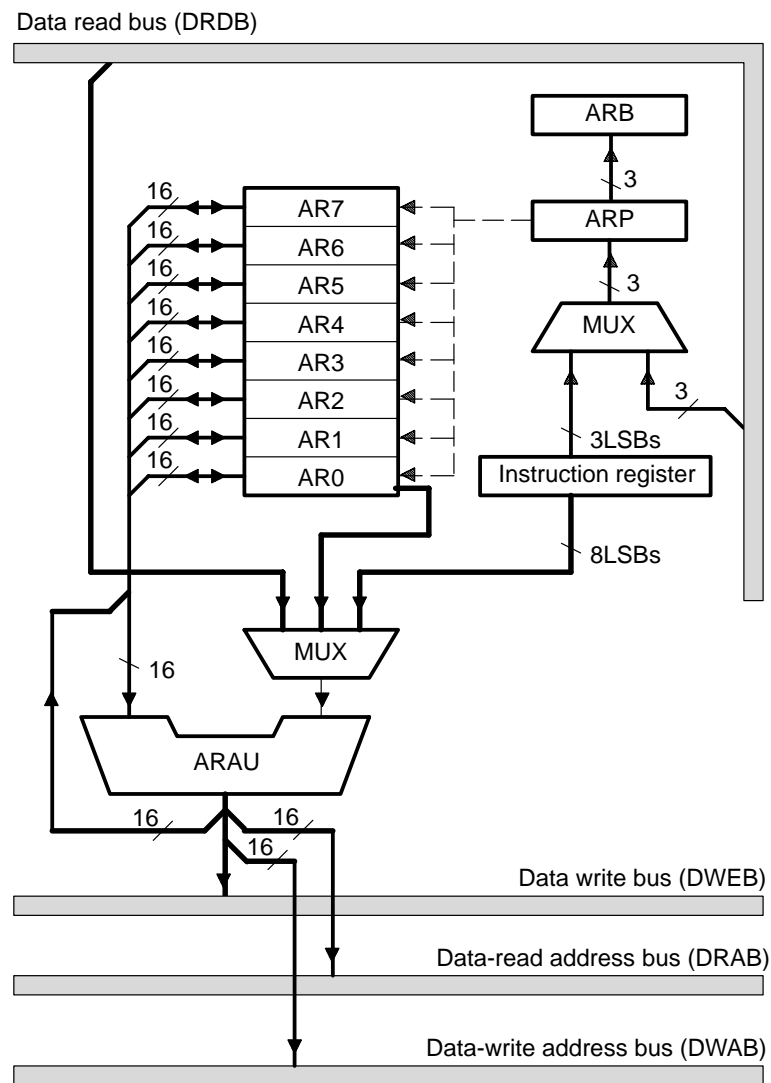 Data read bus (DRDB)
ARB
3
16
AR7
ARP
16
AR6
16
AR5
3
16
AR4
MUX
16
AR3
16
AR2
3
16
AR1
3LSBs
16
AR0
Instruction register
8LSBs
MUX
16
ARAU
16
16
16
Data write bus (DWEB)
Data-read address bus (DRAB)
Data-write address bus (DWAB)